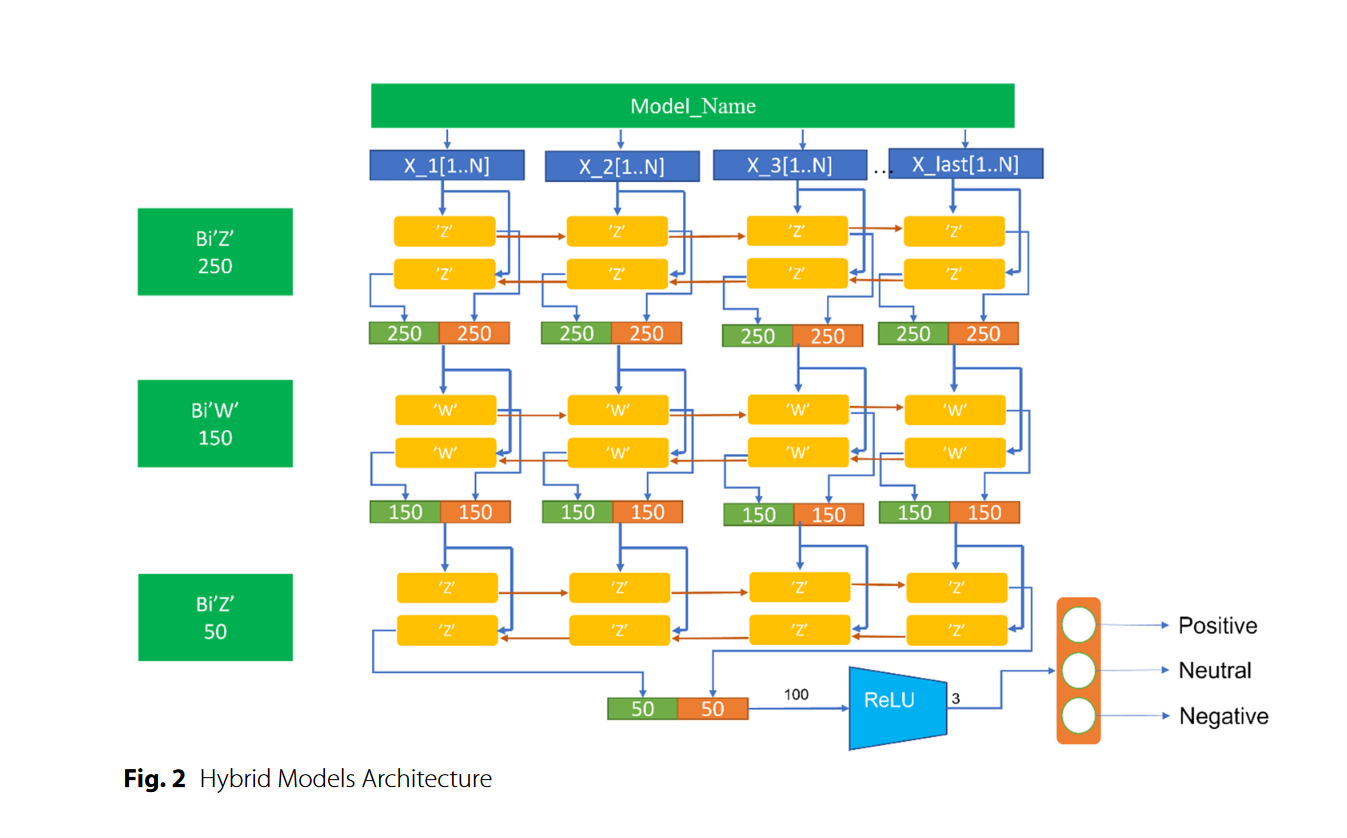 Model_Name
X_1[1..N] X_2[1..N] X_3[1..N] ... X_last[1..N]
Bi’Z’
250
’Z’ ’Z’ ’Z’ ’Z’
’Z’ ’Z’ ’Z’ ’Z’
250 250 250 250 250 250 250 250
Bi’W’
150
’W’ ’W’ ’W’ ’W’
’W’ ’W’ ’W’ ’W’
150 150 150 150 150 150 150 150
Bi’Z’
50
’Z’ ’Z’ ’Z’ ’Z’
’Z’ ’Z’ ’Z’ ’Z’
50 50 100 ReLU 3
Positive
Neutral
Negative
Fig. 2 Hybrid Models Architecture